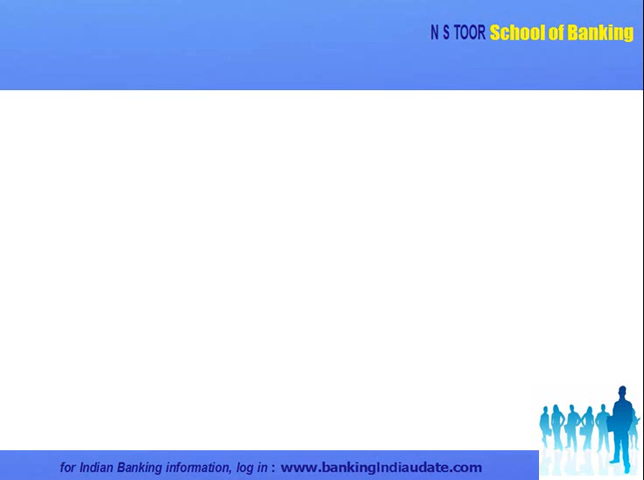 N S TOOR School of Banking
for Indian Banking information, log in : www.bankingIndiaudate.com